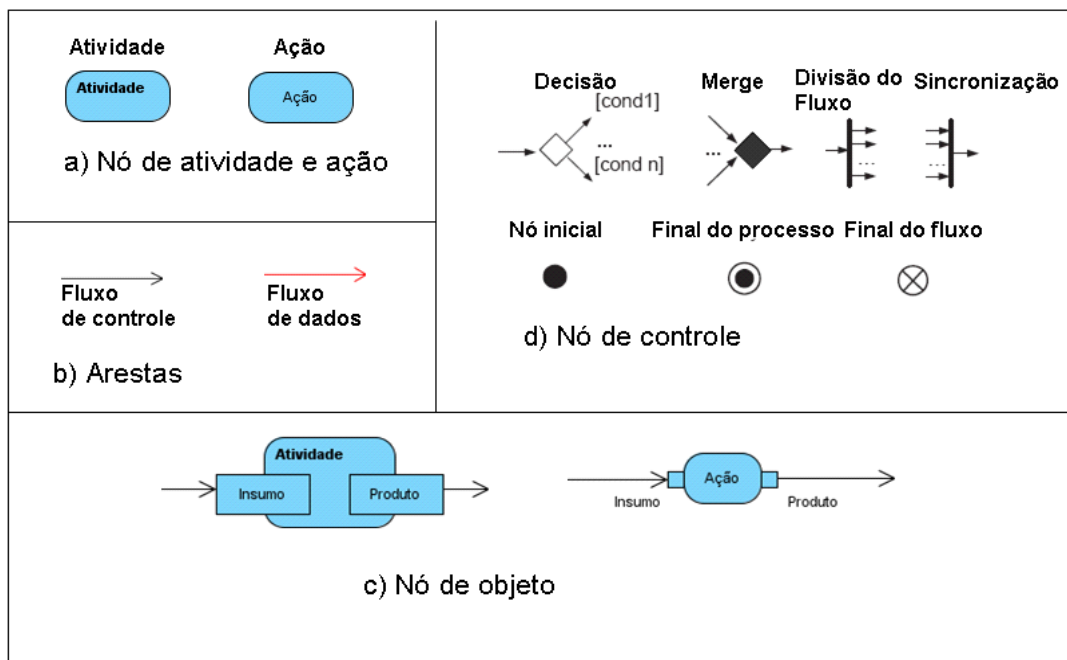 Atividade
Ação
Atividade
Ação
a) Nó de atividade e ação
Fluxo
de controle
Fluxo
de dados
b) Arestas
Decisão
Merge
Divisão do
Fluxo
Sincronização
[cond1]
...
[cond n]
...
...
...
Nó inicial
Final do processo
Final do fluxo
d) Nó de controle
Atividade
Insumo
Produto
Ação
Insumo
Produto
c) Nó de objeto